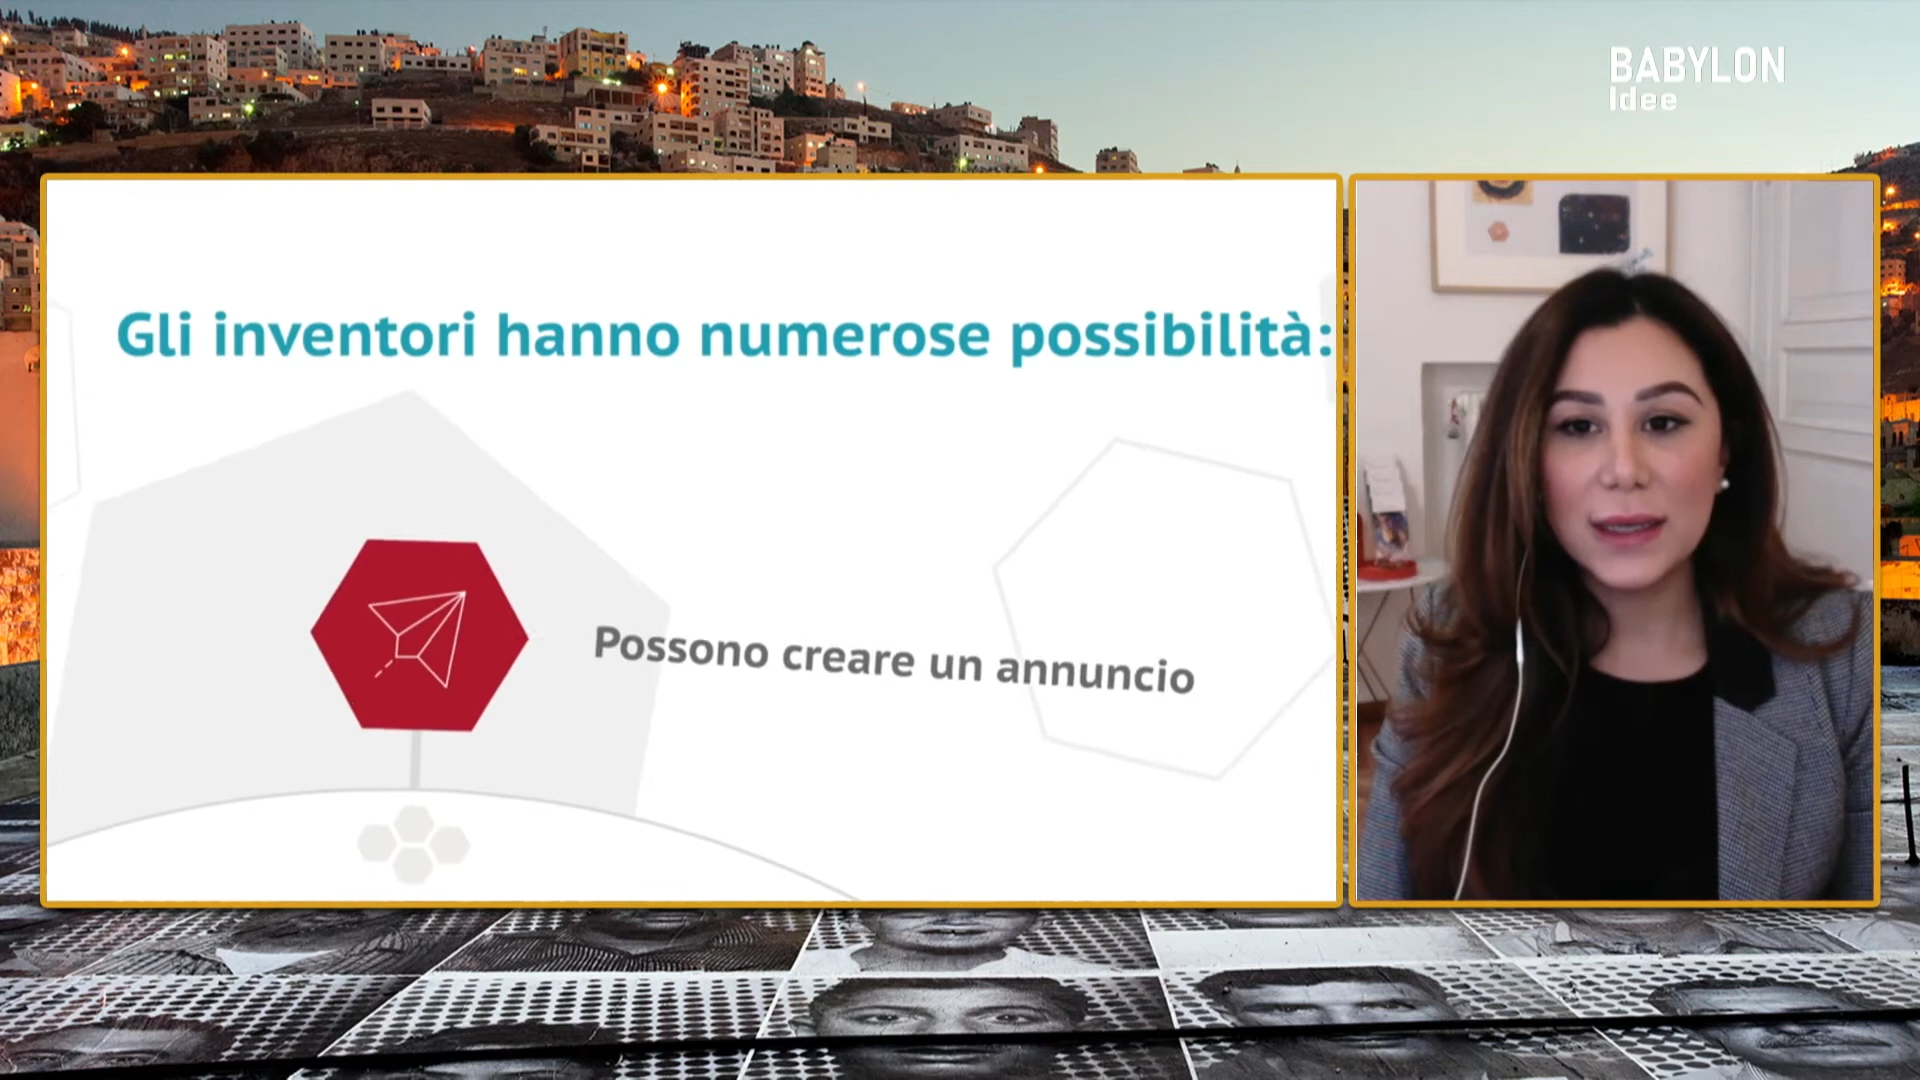 BABYLON
Idee
Gli inventori hanno numerose possibilità:
Possono creare un annuncio